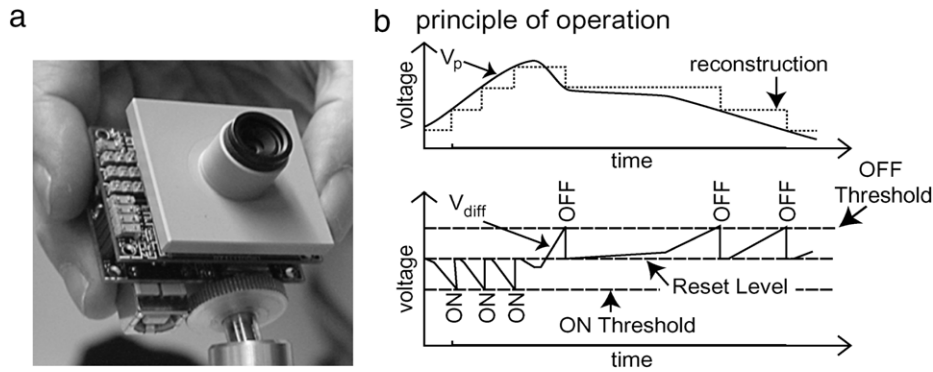 a
b principle of operation
voltage
Vp
reconstruction
time
voltage
Vdiff
OFF
OFF
OFF
OFF
Threshold
ON
ON
ON
Reset Level
ON Threshold
time